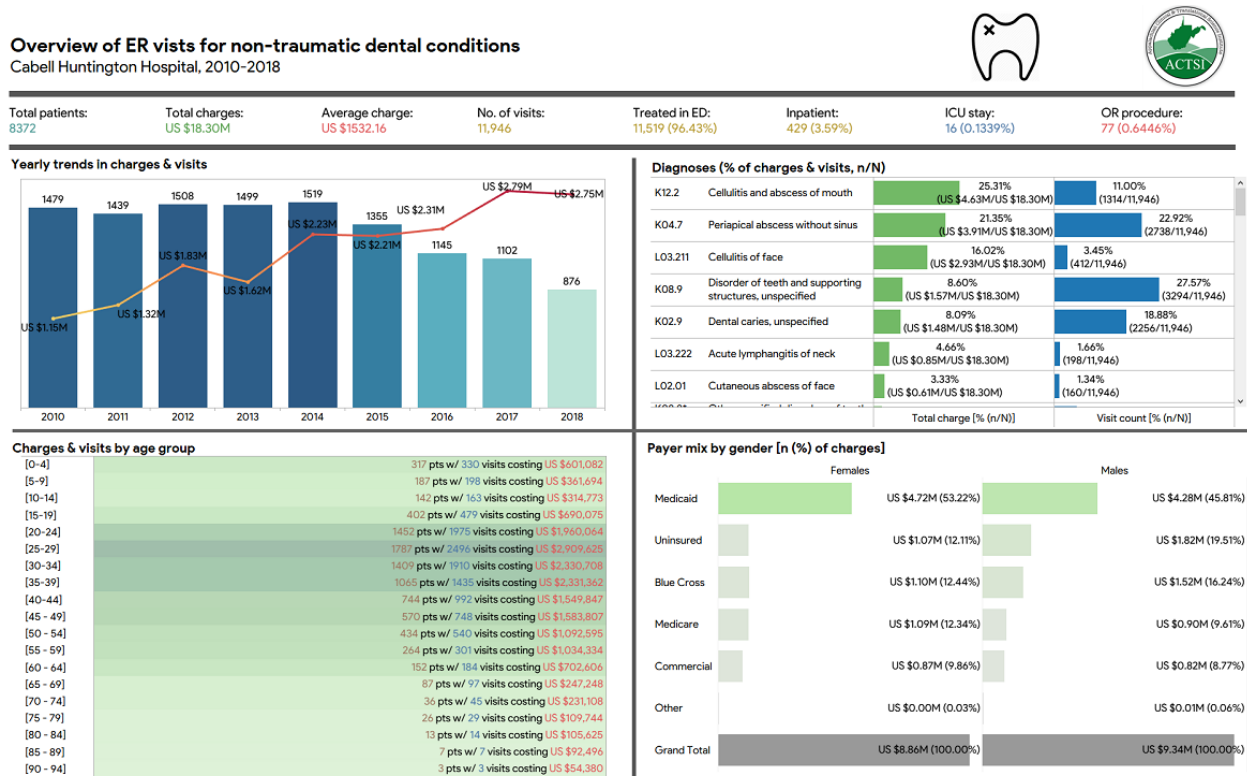 Overview of ER vists for non-traumatic dental conditions
Cabell Huntington Hospital, 2010-2018
ACTSI
Total patients:
8372
Total charges:
US $18.30M
Average charge:
US $1532.16
No. of visits:
11,946
Treated in ED:
11,519 (96.43%)
Inpatient:
429 (3.59%)
ICU stay:
16 (0.1339%)
OR procedure:
77 (0.6446%)
Yearly trends in charges & visits
1479
1439
1508
1499
1519
1355
1145
1102
876
US $1.15M
US $1.32M
US $1.83M
US $1.62M
US $2.23M
US $2.21M
US $2.31M
US $2.79M
US $2.75M
2010
2011
2012
2013
2014
2015
2016
2017
2018
Diagnoses (% of charges & visits, n/N)
K12.2 Cellulitis and abscess of mouth
25.31%
(US $4.63M/US $18.30M)
11.00%
(1314/11,946)
K04.7 Periapical abscess without sinus
21.35%
(US $3.91M/US $18.30M)
22.92%
(2738/11,946)
L03.211 Cellulitis of face
16.02%
(US $2.93M/US $18.30M)
3.45%
(412/11,946)
K08.9 Disorder of teeth and supporting
structures, unspecified
8.60%
(US $1.57M/US $18.30M)
27.57%
(3294/11,946)
K02.9 Dental caries, unspecified
8.09%
(US $1.48M/US $18.30M)
18.88%
(2256/11,946)
L03.222 Acute lymphangitis of neck
4.66%
(US $0.85M/US $18.30M)
1.66%
(198/11,946)
L02.01 Cutaneous abscess of face
3.33%
(US $0.61M/US $18.30M)
1.34%
(160/11,946)
Total charge [% (n/N)]
Visit count [% (n/N)]
Charges & visits by age group
[0-4] 317 pts w/ 330 visits costing US $601,082
[5-9] 187 pts w/ 198 visits costing US $361,694
[10-14] 142 pts w/ 163 visits costing US $314,773
[15-19] 402 pts w/ 479 visits costing US $690,075
[20-24] 1452 pts w/ 1975 visits costing US $1,960,064
[25-29] 1787 pts w/ 2496 visits costing US $2,909,625
[30-34] 1409 pts w/ 1910 visits costing US $2,330,708
[35-39] 1065 pts w/ 1435 visits costing US $2,331,362
[40-44] 744 pts w/ 992 visits costing US $1,549,847
[45 - 49] 570 pts w/ 748 visits costing US $1,583,807
[50 - 54] 434 pts w/ 540 visits costing US $1,092,595
[55 - 59] 264 pts w/ 301 visits costing US $1,034,334
[60 - 64] 152 pts w/ 184 visits costing US $702,606
[65 - 69] 87 pts w/ 97 visits costing US $247,248
[70 - 74] 36 pts w/ 45 visits costing US $231,108
[75 - 79] 26 pts w/ 29 visits costing US $109,744
[80 - 84] 13 pts w/ 14 visits costing US $105,625
[85 - 89] 7 pts w/ 7 visits costing US $92,496
[90 - 94] 3 pts w/ 3 visits costing US $54,380
Payer mix by gender [n (%) of charges]
Females
Males
Medicaid US $4.72M (53.22%) US $4.28M (45.81%)
Uninsured US $1.07M (12.11%) US $1.82M (19.51%)
Blue Cross US $1.10M (12.44%) US $1.52M (16.24%)
Medicare US $1.09M (12.34%) US $0.90M (9.61%)
Commercial US $0.87M (9.86%) US $0.82M (8.77%)
Other US $0.00M (0.03%) US $0.01M (0.06%)
Grand Total US $8.86M (100.00%) US $9.34M (100.00%)